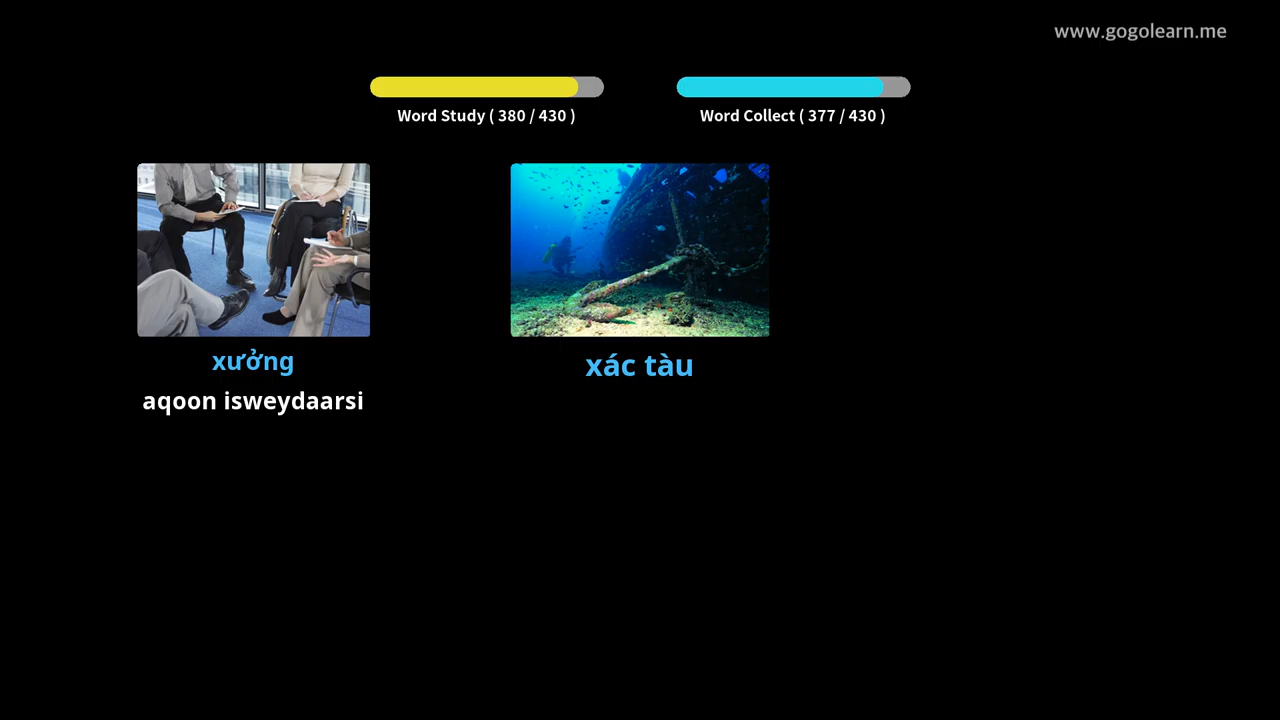 www.gogolearn.me
Word Study ( 380 / 430 )
Word Collect ( 377 / 430 )
xưởng
aqoon isweydaarsi
xác tàu